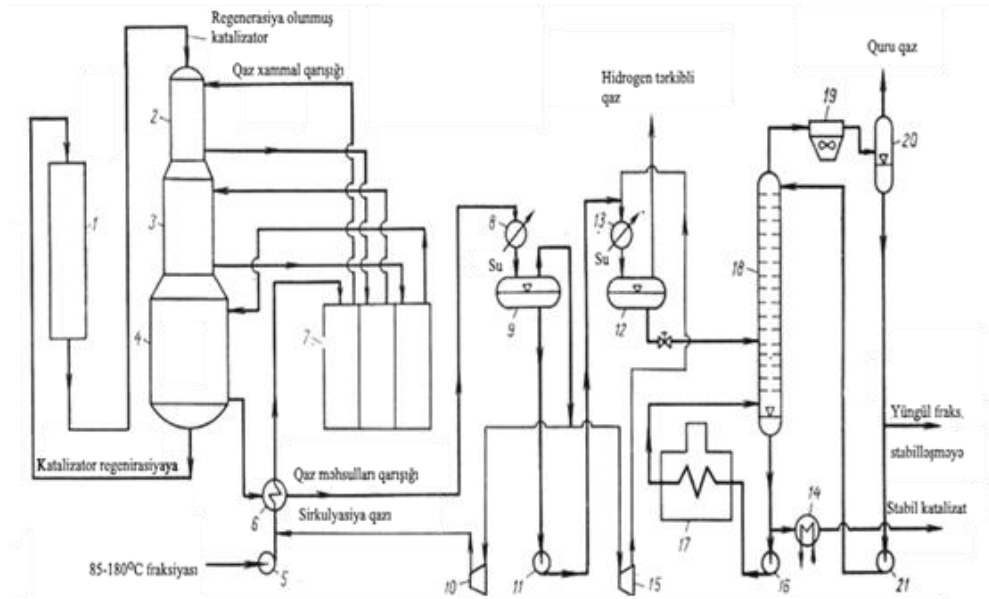 Regenerasiya olunmuş
katalizator
Qaz xammal qarışığı
Hidrogen tərkibli
qaz
Quru qaz
19
20
2
1
3
8
13
18
Su
Su
4
7
9
12
Yüngül fraks.
stabilləşməyə
Katalizator regenirasiyaya
Qaz məhsulları qarışığı
14
Stabil katalizat
6
Sirkulyasiya qazı
17
85-180⁰C fraksiyası
5
10
11
15
16
21